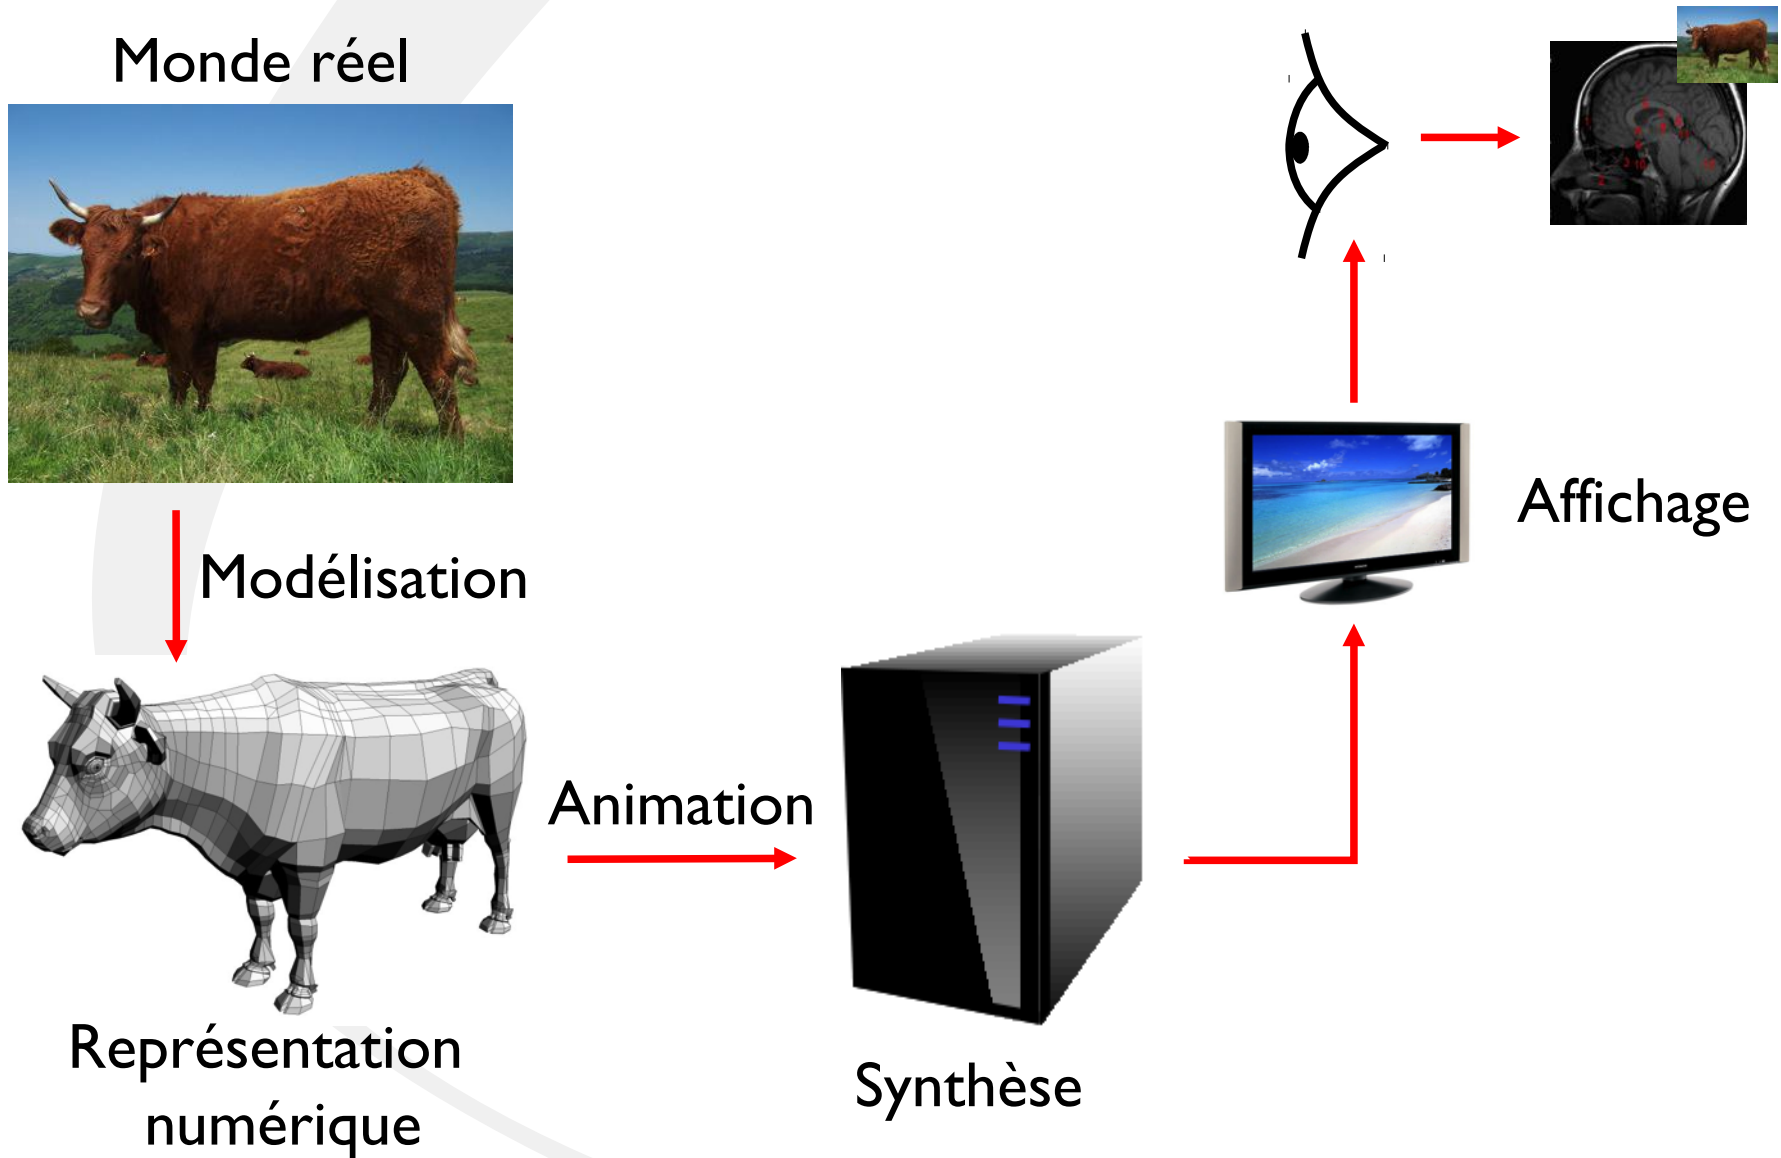 Monde réel
Modélisation
Représentation
numérique
Animation
Synthèse
Affichage